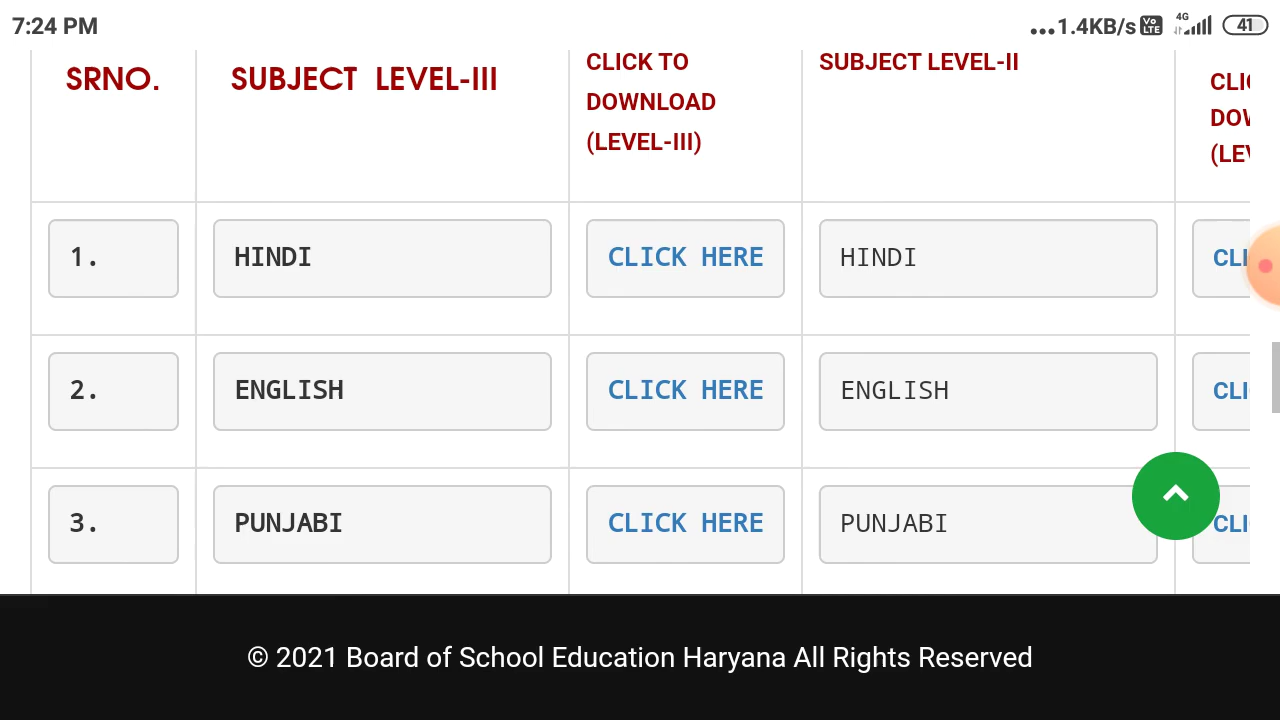 7:24 PM
...1.4KB/s Vo LTE 4G 41
SRNO.
SUBJECT LEVEL-III
CLICK TO
DOWNLOAD
(LEVEL-III)
SUBJECT LEVEL-II
1.
HINDI
CLICK HERE
HINDI
2.
ENGLISH
CLICK HERE
ENGLISH
3.
PUNJABI
CLICK HERE
PUNJABI
© 2021 Board of School Education Haryana All Rights Reserved